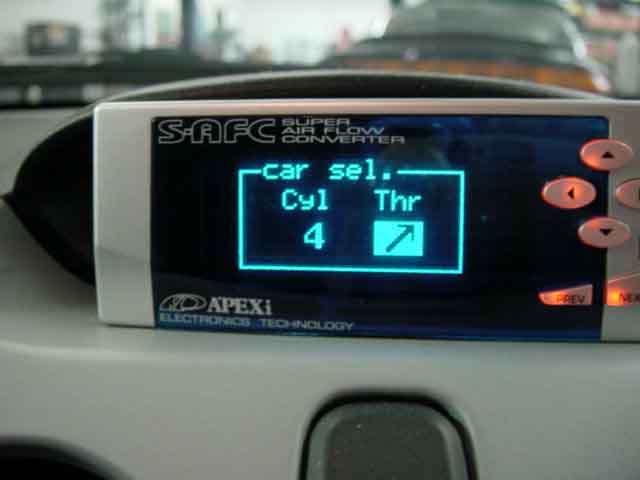 S-AFC SUPER
AIR FLOW
CONVERTER
car sel.
Cyl Thr
4
APEXi
ELECTRONICS TECHNOLOGY
PREV